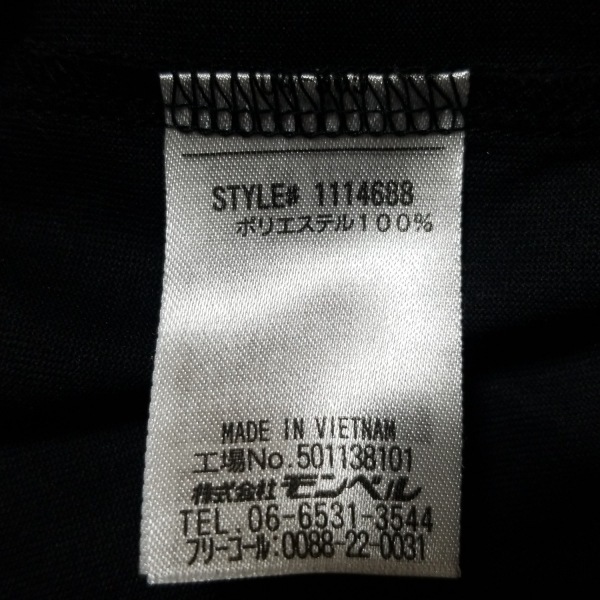 STYLE# 1114688
ポリエステル100%
MADE IN VIETNAM
工場No.501138101
株式会社 モンベル
TEL.06-6531-3544
フリーコール:0088-22-0031